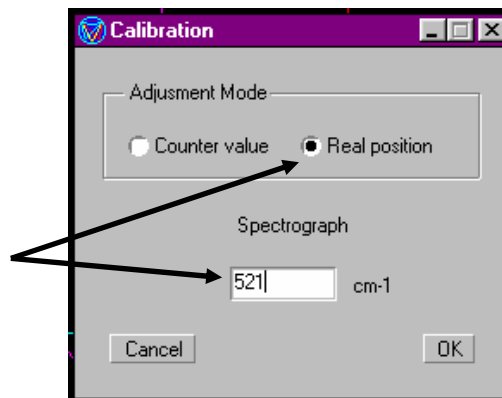 Calibration
Adjusment Mode
Counter value Real position
Spectrograph
521 cm-1
Cancel OK